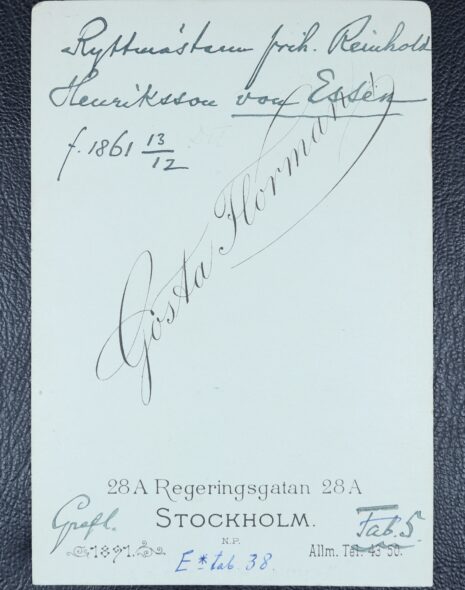 Ryttmästaren frih. Reinhold
Henriksson von Essen
f. 1861 13/12
Gösta Florman
28A Regeringsgatan 28A
STOCKHOLM.
Grefl. Tab. 5.
1891. N.P. Allm. Tel. 43 50.
E * tab. 38.